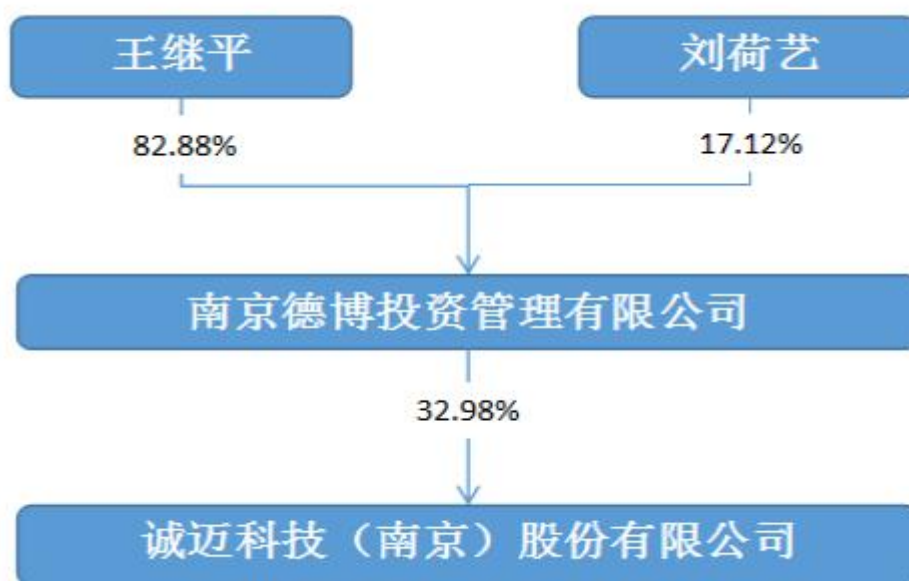 王继平
刘荷艺
82.88%
17.12%
南京德博投资管理有限公司
32.98%
诚迈科技（南京）股份有限公司